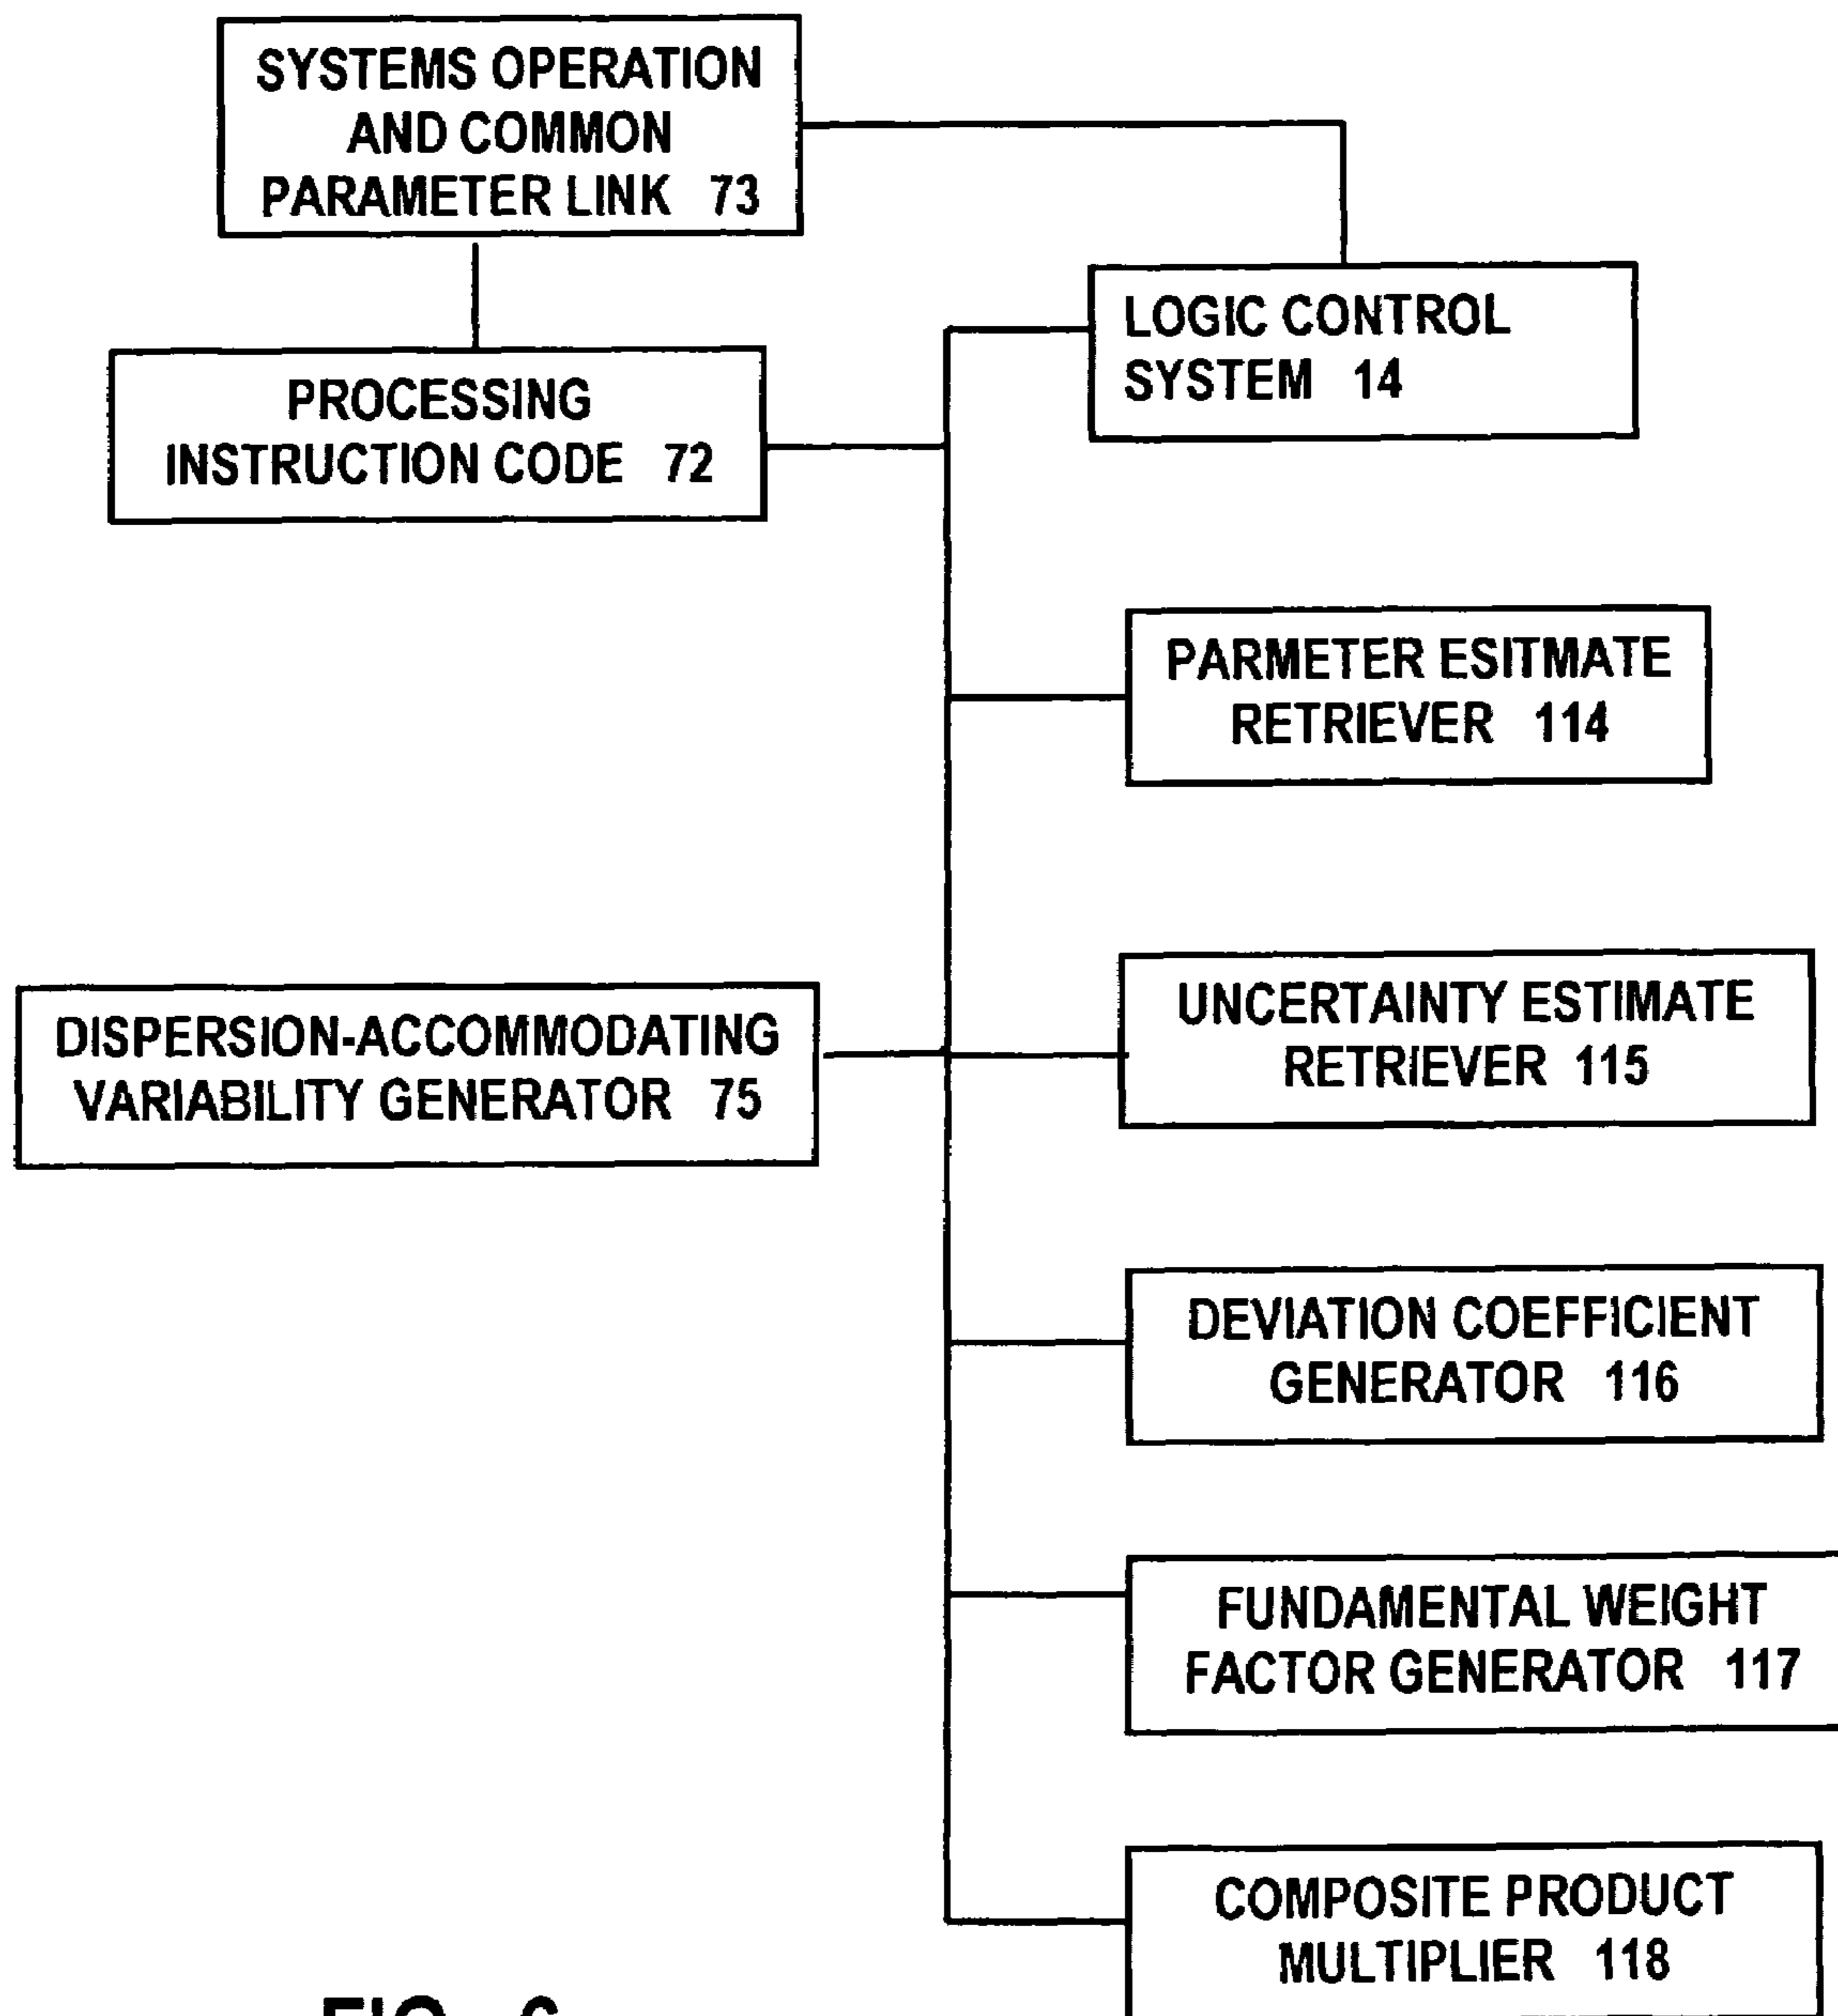 SYSTEMS OPERATION
AND COMMON
PARAMETER LINK 73
LOGIC CONTROL
SYSTEM 14
PROCESSING
INSTRUCTION CODE 72
PARMETER ESITMATE
RETRIEVER 114
UNCERTAINTY ESTIMATE
RETRIEVER 115
DISPERSION-ACCOMMODATING
VARIABILITY GENERATOR 75
DEVIATION COEFFICIENT
GENERATOR 116
FUNDAMENTAL WEIGHT
FACTOR GENERATOR 117
COMPOSITE PRODUCT
MULTIPLIER 118
FIG. 6